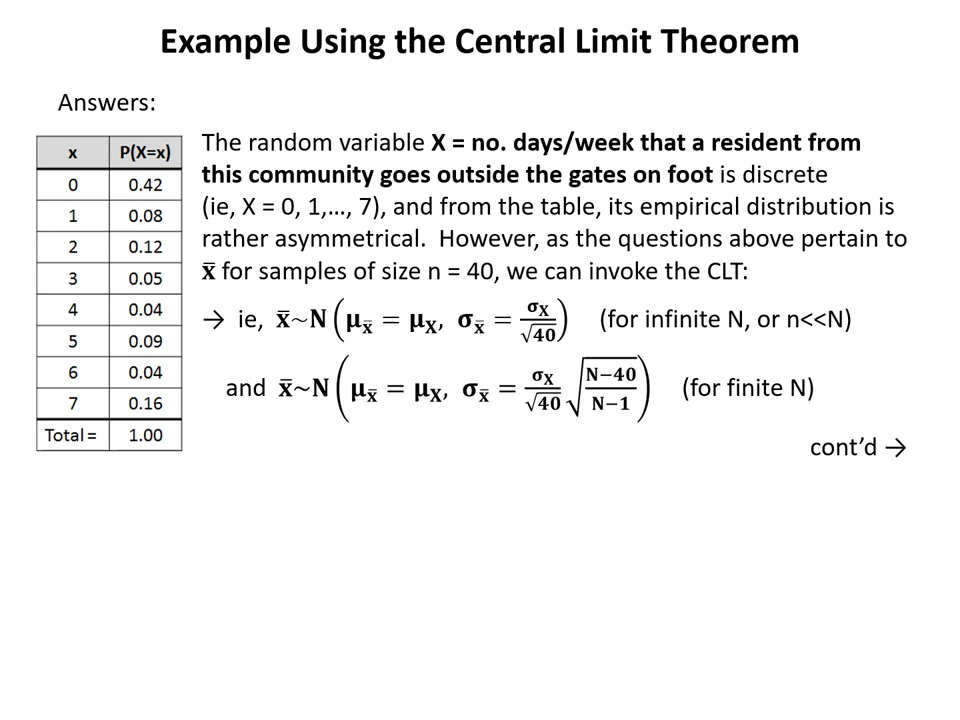 Example Using the Central Limit Theorem
Answers:
x P(X=x)
0 0.42
1 0.08
2 0.12
3 0.05
4 0.04
5 0.09
6 0.04
7 0.16
Total = 1.00
The random variable X = no. days/week that a resident from
this community goes outside the gates on foot is discrete
(ie, X = 0, 1,…, 7), and from the table, its empirical distribution is
rather asymmetrical. However, as the questions above pertain to
x̄ for samples of size n = 40, we can invoke the CLT:
→ ie, x̄~N(μx̄ = μX, σx̄ = σX/√40) (for infinite N, or n<<N)
and x̄~N(μx̄ = μX, σx̄ = σX/√40 √(N−40/N−1)) (for finite N)
cont’d →